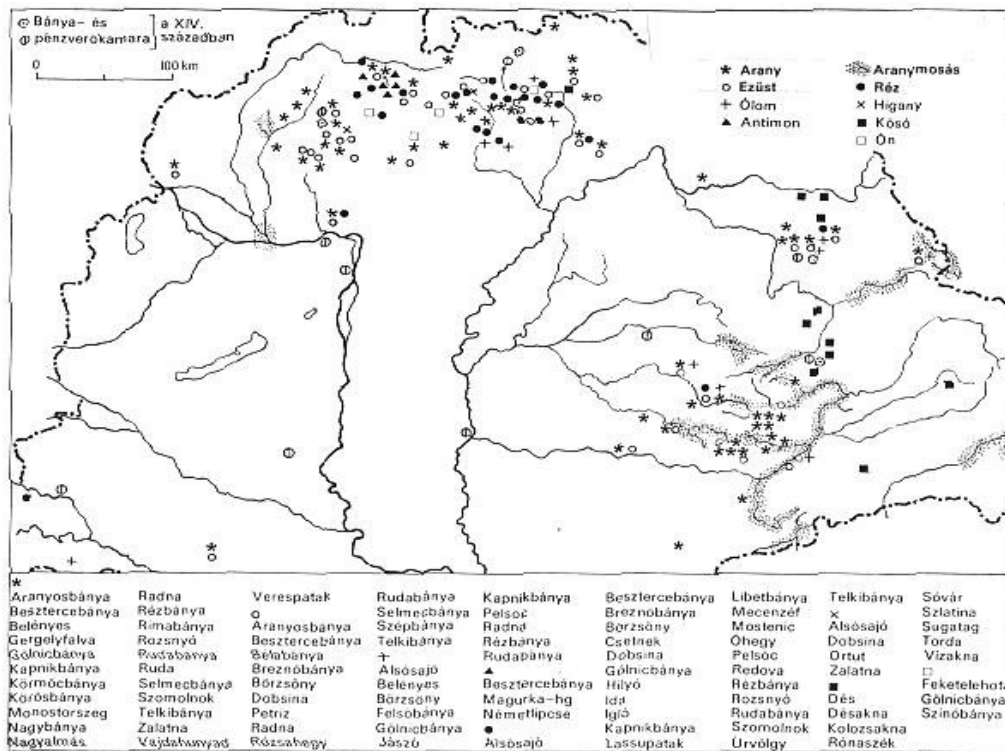 Bánya- és
pénzverőkamara
a XIV.
században
0 100 km
Arany
Ezüst
Ólom
Antimon
Aranymosás
Réz
Higany
Kősó
Ón
Aranyosbánya
Besztercebánya
Belényes
Gergelyfalva
Gölnicbánya
Kapnikbánya
Körmöcbánya
Körösbánya
Monostorszeg
Nagybánya
Nagyalmás
Radna
Rézbánya
Rimabánya
Rozsnyó
Rudabánya
Ruda
Selmecbánya
Szomolnok
Telkibánya
Zalatna
Vajdahunyad
Verespatak
Aranyosbánya
Besztercebánya
Bélabánya
Breznóbánya
Börzsöny
Dobsina
Petriz
Radna
Rózsahegy
Rudabánya
Selmecbánya
Szépbánya
Telkibánya
Alsósajó
Belényes
Börzsöny
Felsőbánya
Gölnicbánya
Jászó
Kapnikbánya
Pelsőc
Radna
Rézbánya
Rudabánya
Besztercebánya
Magurka-hg
Németlipcse
Alsósajó
Besztercebánya
Breznóbánya
Börzsöny
Csetnek
Dobsina
Gölnicbánya
Hilyó
Ida
Igló
Kapnikbánya
Lassúpatak
Libetbánya
Mecenzéf
Mostenic
Óhegy
Pelsőc
Redova
Rézbánya
Rozsnyó
Rudabánya
Szomolnok
Úrvölgy
Telkibánya
Alsósajó
Dobsina
Ortut
Zalatna
Dés
Désakna
Kolozsakna
Rónaszék
Sóvár
Szlatina
Sugatag
Torda
Vízakna
Feketelehota
Gölnicbánya
Szinóbánya